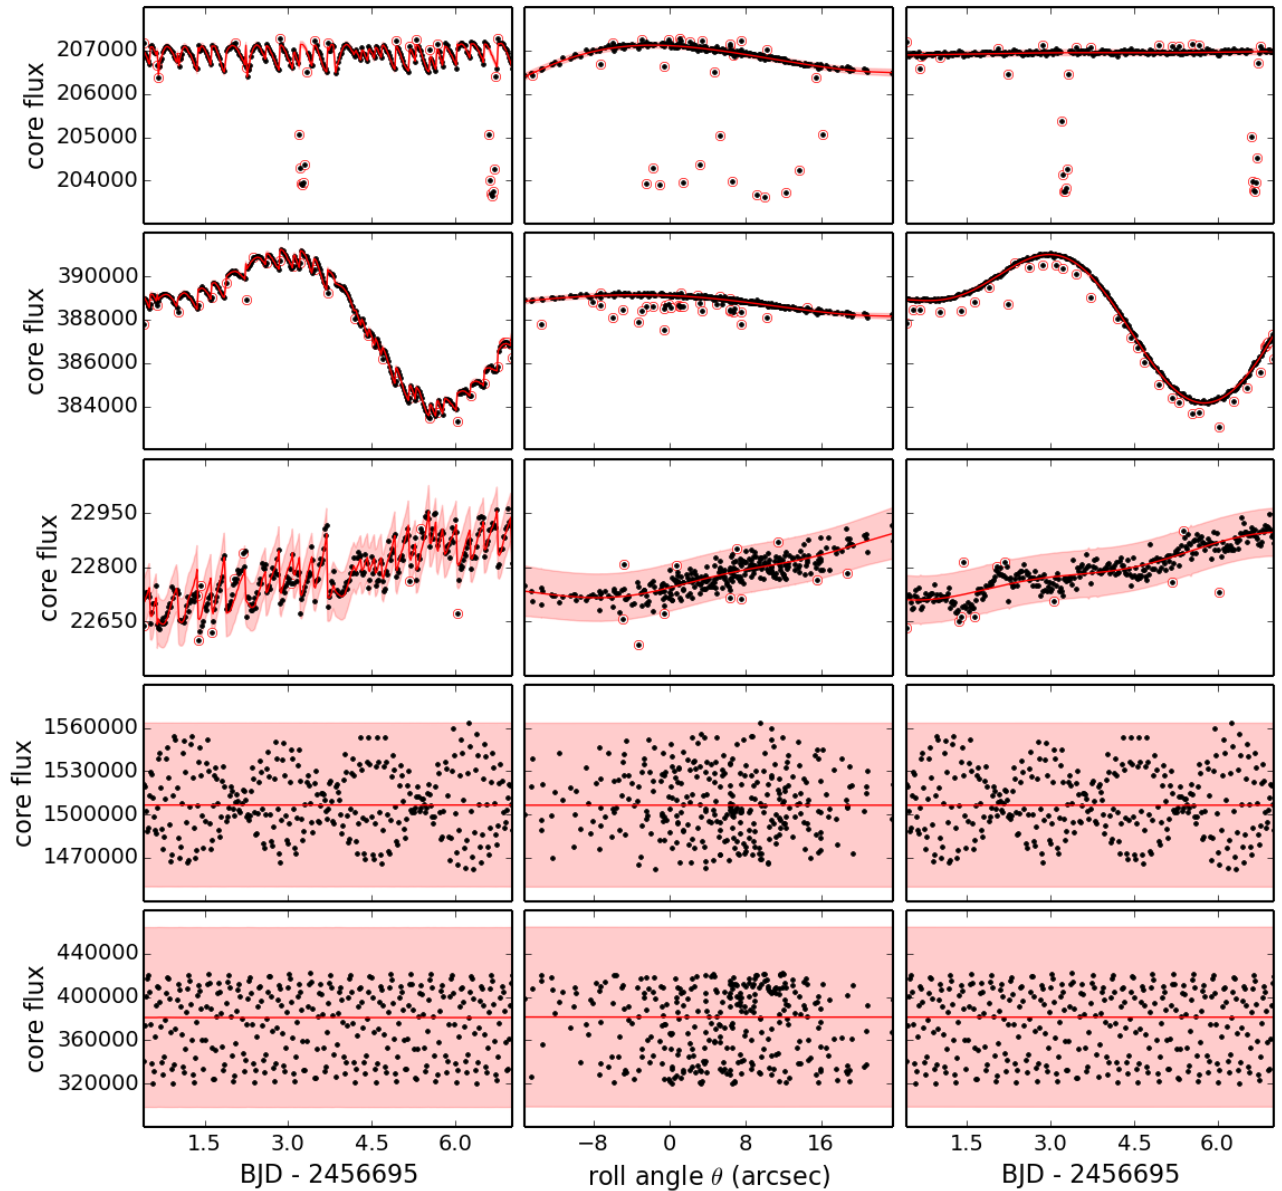 207000
206000
205000
204000
core flux
390000
388000
386000
384000
core flux
22950
22800
22650
core flux
1560000
1530000
1500000
1470000
core flux
440000
400000
360000
320000
core flux
1.5 3.0 4.5 6.0
BJD - 2456695
−8 0 8 16
roll angle θ (arcsec)
1.5 3.0 4.5 6.0
BJD - 2456695